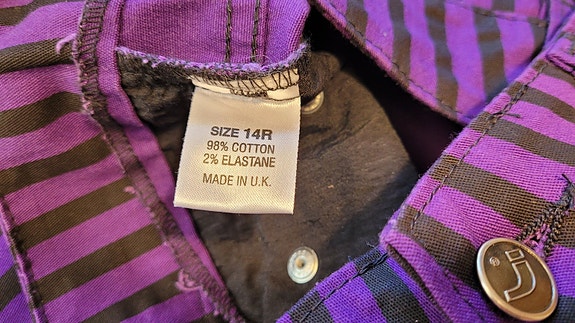 SIZE 14R
98% COTTON
2% ELASTANE
MADE IN U.K.
j
®